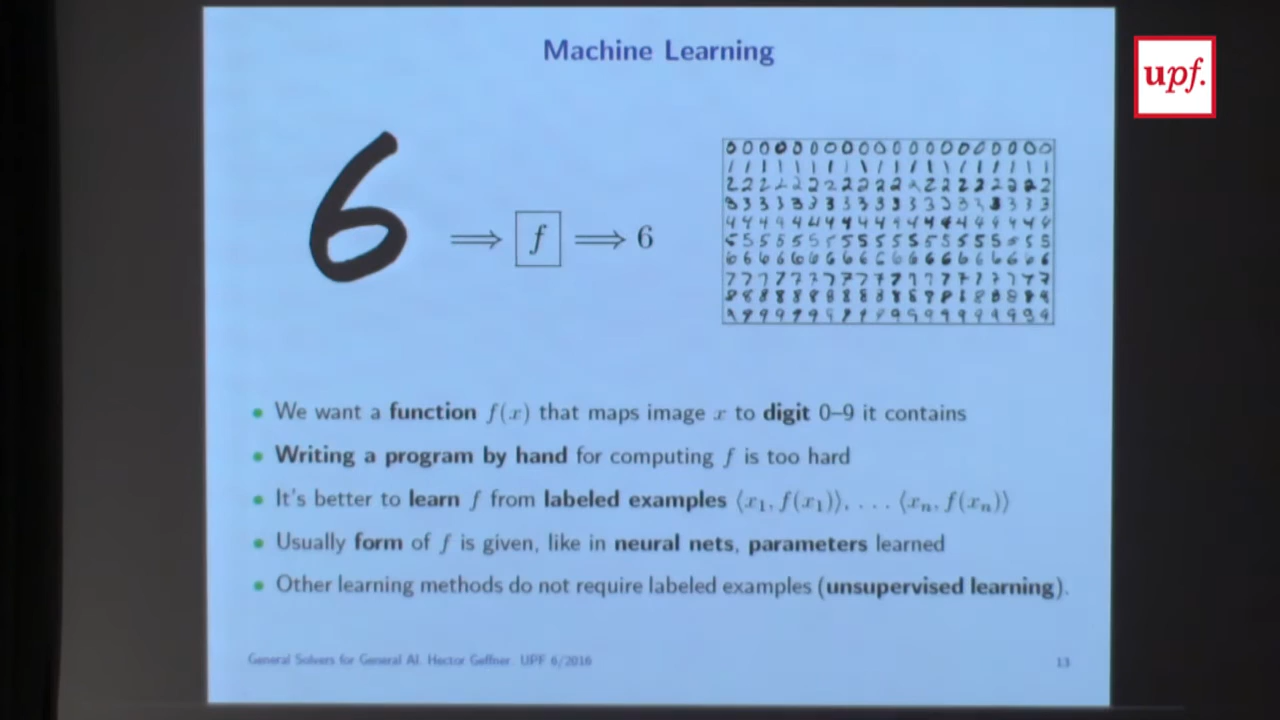 Machine Learning
upf.
6 ⟹ f ⟹ 6
• We want a function f(x) that maps image x to digit 0–9 it contains
• Writing a program by hand for computing f is too hard
• It's better to learn f from labeled examples ⟨x₁, f(x₁)⟩, . . . ⟨xₙ, f(xₙ)⟩
• Usually form of f is given, like in neural nets, parameters learned
• Other learning methods do not require labeled examples (unsupervised learning).
General Solvers for General AI. Hector Geffner. UPF 6/2016
13